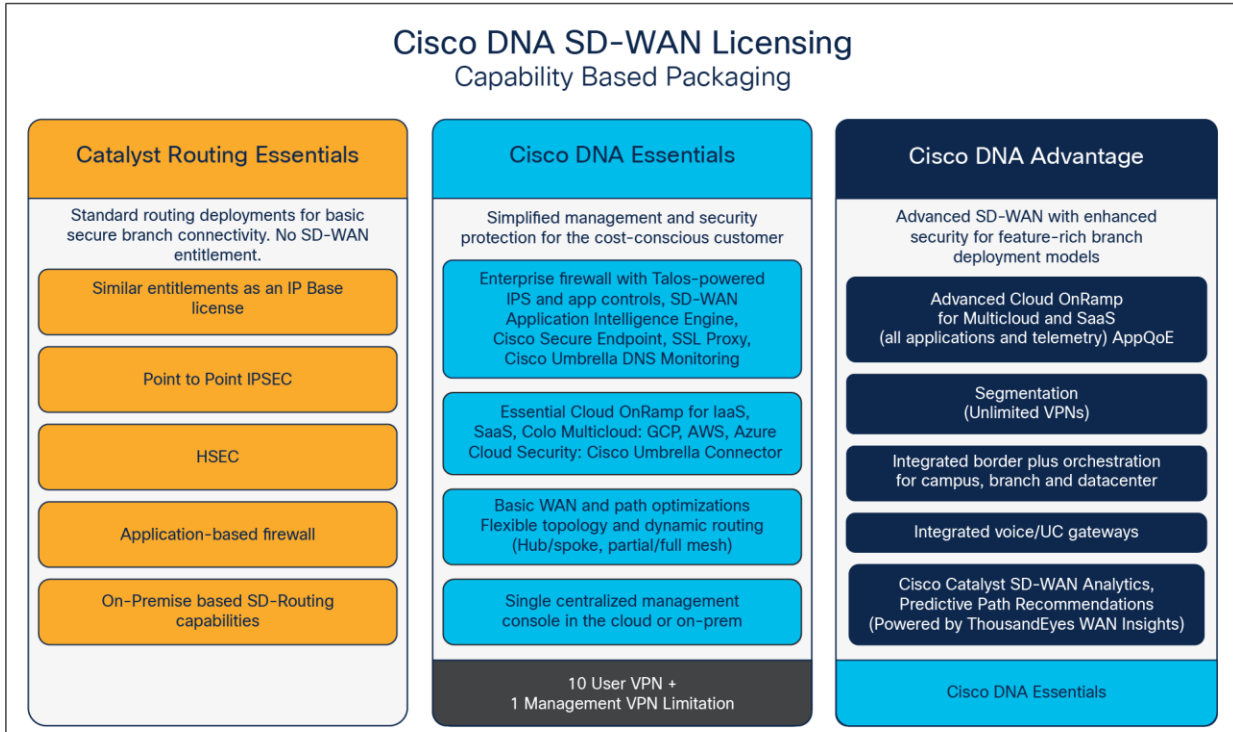 Cisco DNA SD-WAN Licensing
Capability Based Packaging
Catalyst Routing Essentials
Standard routing deployments for basic
secure branch connectivity. No SD-WAN
entitlement.
Similar entitlements as an IP Base
license
Point to Point IPSEC
HSEC
Application-based firewall
On-Premise based SD-Routing
capabilities
Cisco DNA Essentials
Simplified management and security
protection for the cost-conscious customer
Enterprise firewall with Talos-powered
IPS and app controls, SD-WAN
Application Intelligence Engine,
Cisco Secure Endpoint, SSL Proxy,
Cisco Umbrella DNS Monitoring
Essential Cloud OnRamp for IaaS,
SaaS, Colo Multicloud: GCP, AWS, Azure
Cloud Security: Cisco Umbrella Connector
Basic WAN and path optimizations
Flexible topology and dynamic routing
(Hub/spoke, partial/full mesh)
Single centralized management
console in the cloud or on-prem
10 User VPN +
1 Management VPN Limitation
Cisco DNA Advantage
Advanced SD-WAN with enhanced
security for feature-rich branch
deployment models
Advanced Cloud OnRamp
for Multicloud and SaaS
(all applications and telemetry) AppQoE
Segmentation
(Unlimited VPNs)
Integrated border plus orchestration
for campus, branch and datacenter
Integrated voice/UC gateways
Cisco Catalyst SD-WAN Analytics,
Predictive Path Recommendations
(Powered by ThousandEyes WAN Insights)
Cisco DNA Essentials